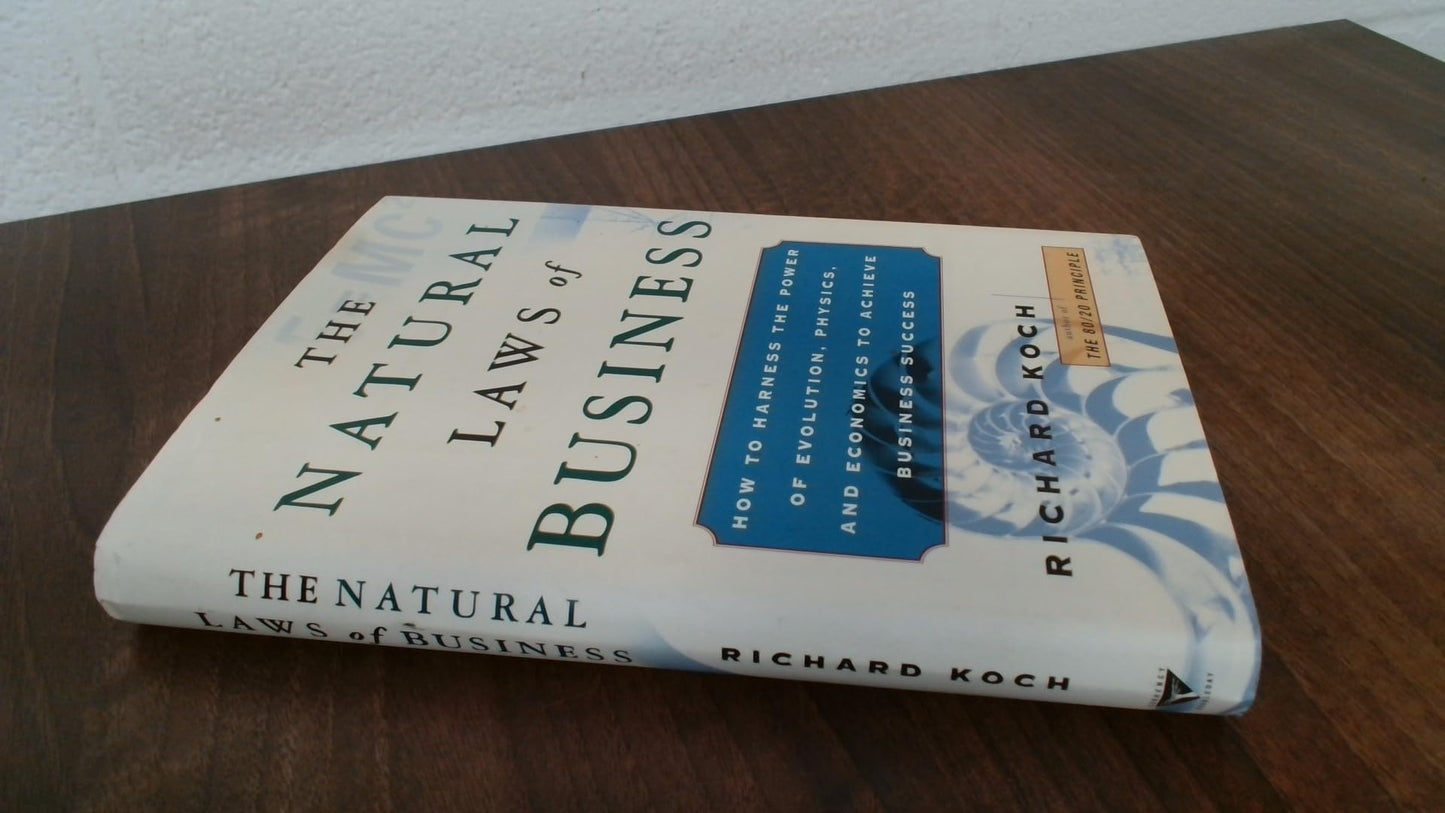 THE
NATURAL
LAWS of
BUSINESS
HOW TO HARNESS THE POWER
OF EVOLUTION, PHYSICS,
AND ECONOMICS TO ACHIEVE
BUSINESS SUCCESS
RICHARD KOCH
author of
THE 80/20 PRINCIPLE
THE NATURAL
LAWS of BUSINESS
RICHARD KOCH